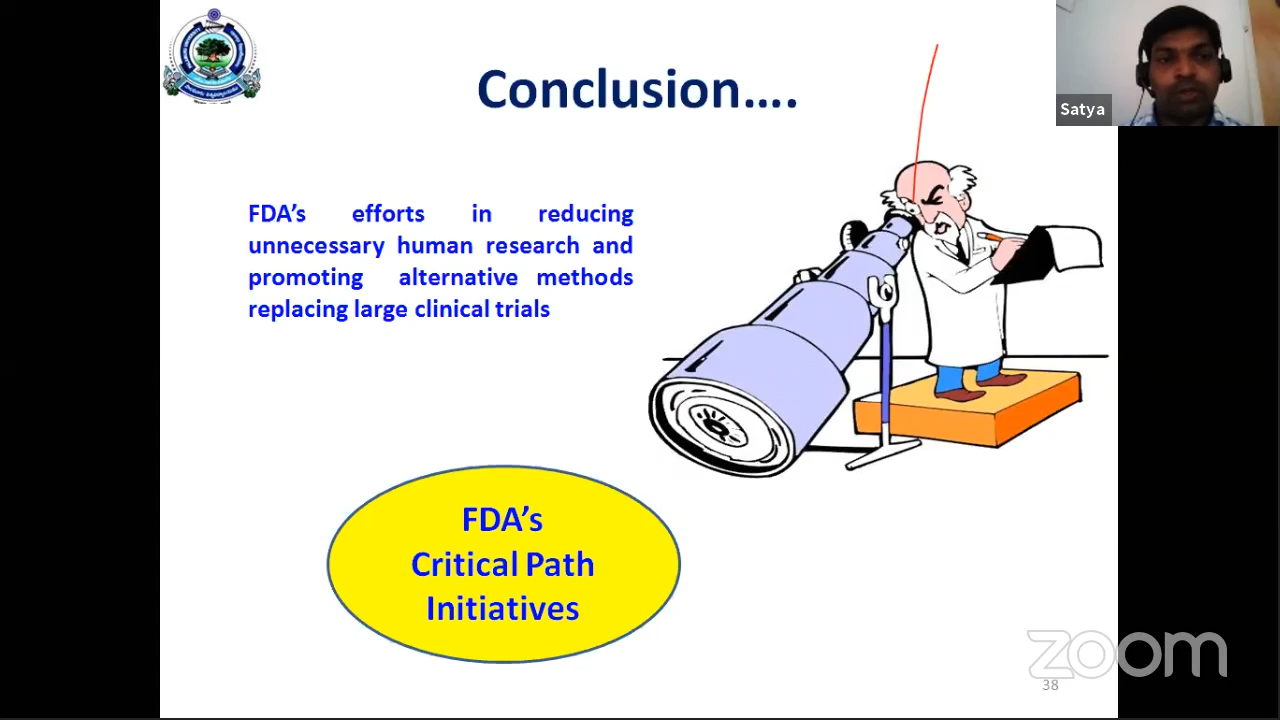 Conclusion….
Satya
FDA’s efforts in reducing
unnecessary human research and
promoting alternative methods
replacing large clinical trials
FDA’s
Critical Path
Initiatives
zoom
38